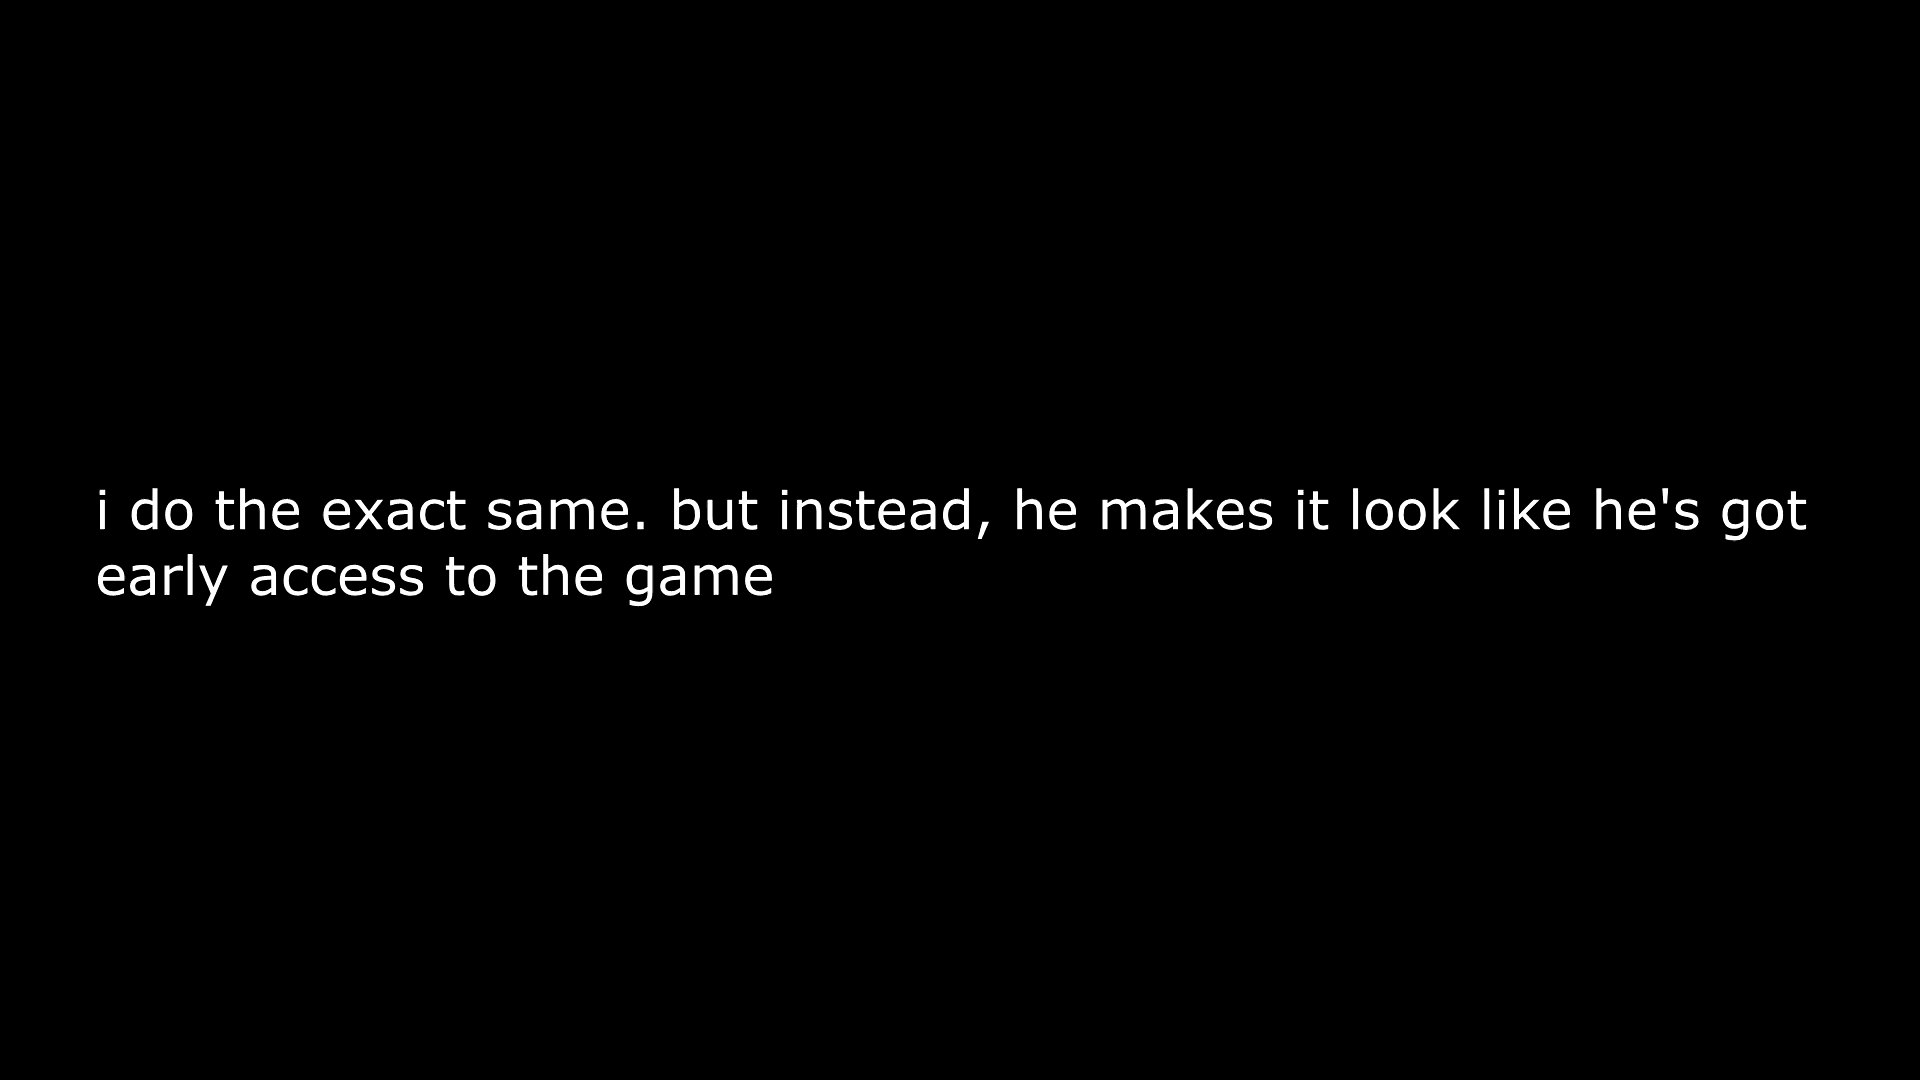 i do the exact same. but instead, he makes it look like he's got
early access to the game